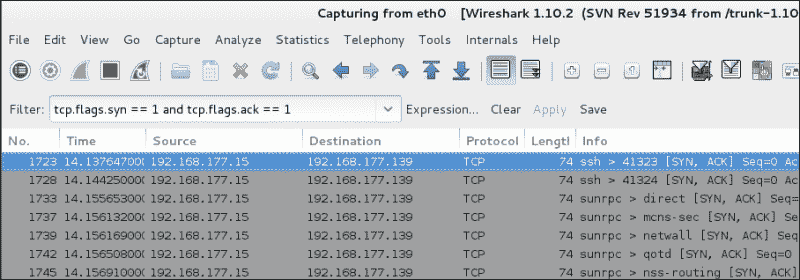 Capturing from eth0 [Wireshark 1.10.2 (SVN Rev 51934 from /trunk-1.10
File Edit View Go Capture Analyze Statistics Telephony Tools Internals Help
Filter: tcp.flags.syn == 1 and tcp.flags.ack == 1 Expression... Clear Apply Save
No. Time Source Destination Protocol Lengtl Info
1723 14.137647000 192.168.177.15 192.168.177.139 TCP 74 ssh > 41323 [SYN, ACK] Seq=0 Ac
1728 14.144250000 192.168.177.15 192.168.177.139 TCP 74 ssh > 41324 [SYN, ACK] Seq=0 Ac
1733 14.155653000 192.168.177.15 192.168.177.139 TCP 74 sunrpc > direct [SYN, ACK] Seq=
1737 14.156132000 192.168.177.15 192.168.177.139 TCP 74 sunrpc > mcns-sec [SYN, ACK] S
1739 14.156169000 192.168.177.15 192.168.177.139 TCP 74 sunrpc > netwall [SYN, ACK] Se
1742 14.156508000 192.168.177.15 192.168.177.139 TCP 74 sunrpc > qotd [SYN, ACK] Seq=0
1745 14.156910000 192.168.177.15 192.168.177.139 TCP 74 sunrpc > nss-routing [SYN, ACK]